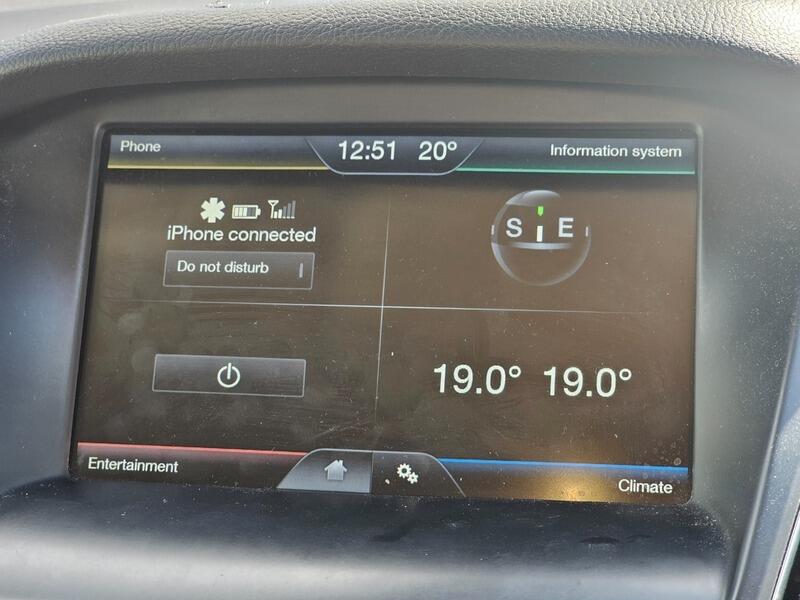 Phone
12:51 20°
Information system
iPhone connected
Do not disturb
S E
19.0° 19.0°
Entertainment
Climate